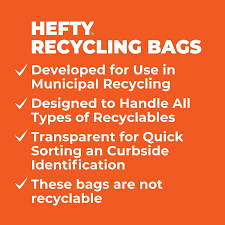 HEFTY®
RECYCLING BAGS
✓ Developed for Use in
Municipal Recycling
✓ Designed to Handle All
Types of Recyclables
✓ Transparent for Quick
Sorting an Curbside
Identification
✓ These bags are not
recyclable